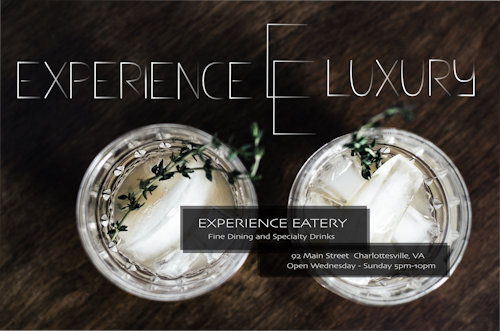 EXPERIENCE E LUXURY
EXPERIENCE EATERY
Fine Dining and Specialty Drinks
92 Main Street Charlottesville, VA
Open Wednesday - Sunday 5pm-10pm